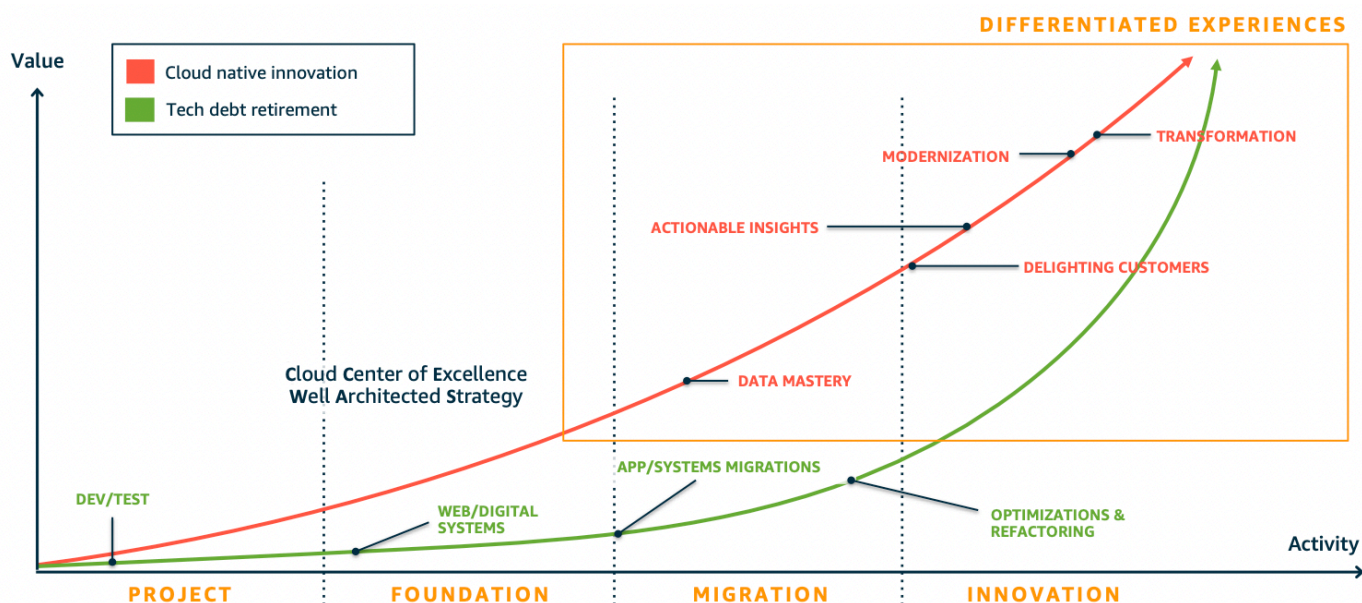 DIFFERENTIATED EXPERIENCES
Value
Cloud native innovation
Tech debt retirement
TRANSFORMATION
MODERNIZATION
ACTIONABLE INSIGHTS
DELIGHTING CUSTOMERS
Cloud Center of Excellence
Well Architected Strategy
DATA MASTERY
APP/SYSTEMS MIGRATIONS
DEV/TEST
WEB/DIGITAL
SYSTEMS
OPTIMIZATIONS &
REFACTORING
Activity
PROJECT
FOUNDATION
MIGRATION
INNOVATION